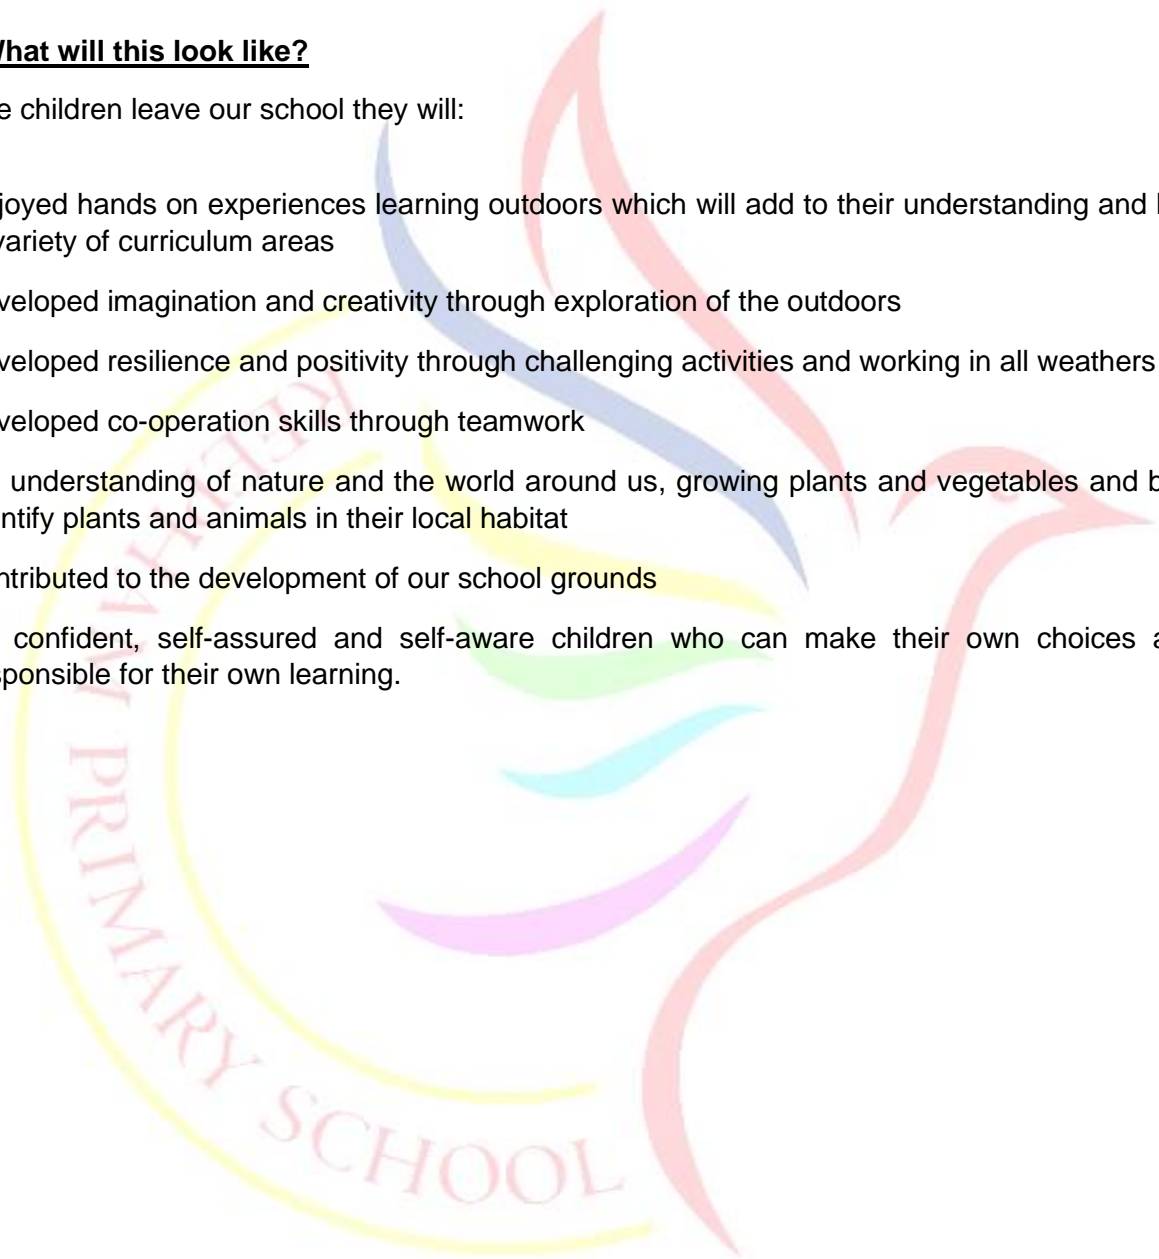 What will this look like?
e children leave our school they will:
joyed hands on experiences learning outdoors which will add to their understanding and
variety of curriculum areas
veloped imagination and creativity through exploration of the outdoors
veloped resilience and positivity through challenging activities and working in all weathers
veloped co-operation skills through teamwork
understanding of nature and the world around us, growing plants and vegetables and b
ntify plants and animals in their local habitat
ntributed to the development of our school grounds
confident, self-assured and self-aware children who can make their own choices a
sponsible for their own learning.
KEELHAM PRIMARY SCHOOL